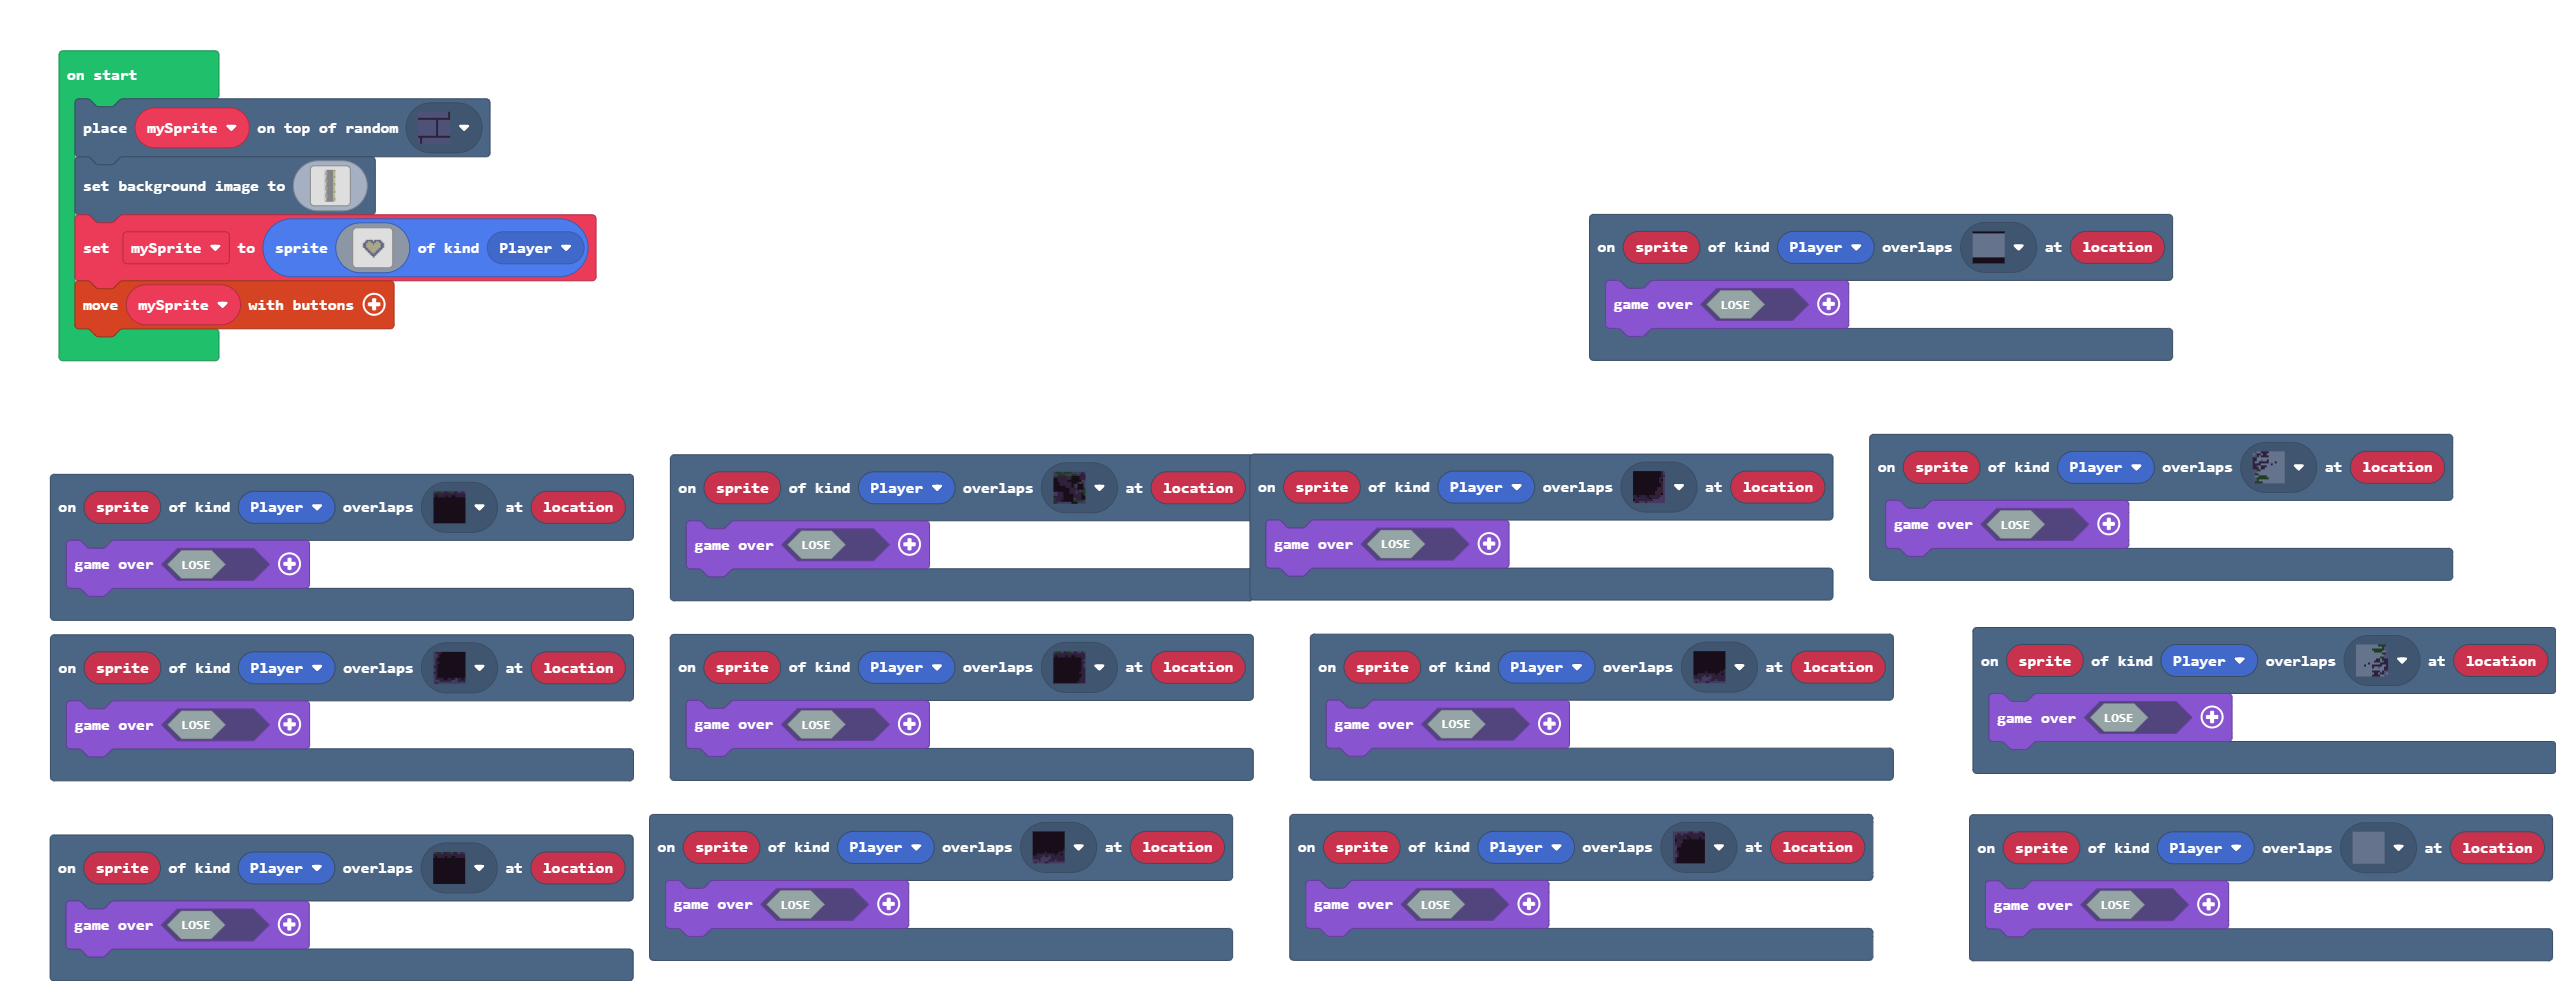 on start
place mySprite on top of random
set background image to
set mySprite to sprite of kind Player
move mySprite with buttons
on sprite of kind Player overlaps at location
game over LOSE
on sprite of kind Player overlaps at location
game over LOSE
on sprite of kind Player overlaps at location
game over LOSE
on sprite of kind Player overlaps at location
game over LOSE
on sprite of kind Player overlaps at location
game over LOSE
on sprite of kind Player overlaps at location
game over LOSE
on sprite of kind Player overlaps at location
game over LOSE
on sprite of kind Player overlaps at location
game over LOSE
on sprite of kind Player overlaps at location
game over LOSE
on sprite of kind Player overlaps at location
game over LOSE
on sprite of kind Player overlaps at location
game over LOSE
on sprite of kind Player overlaps at location
game over LOSE
on sprite of kind Player overlaps at location
game over LOSE